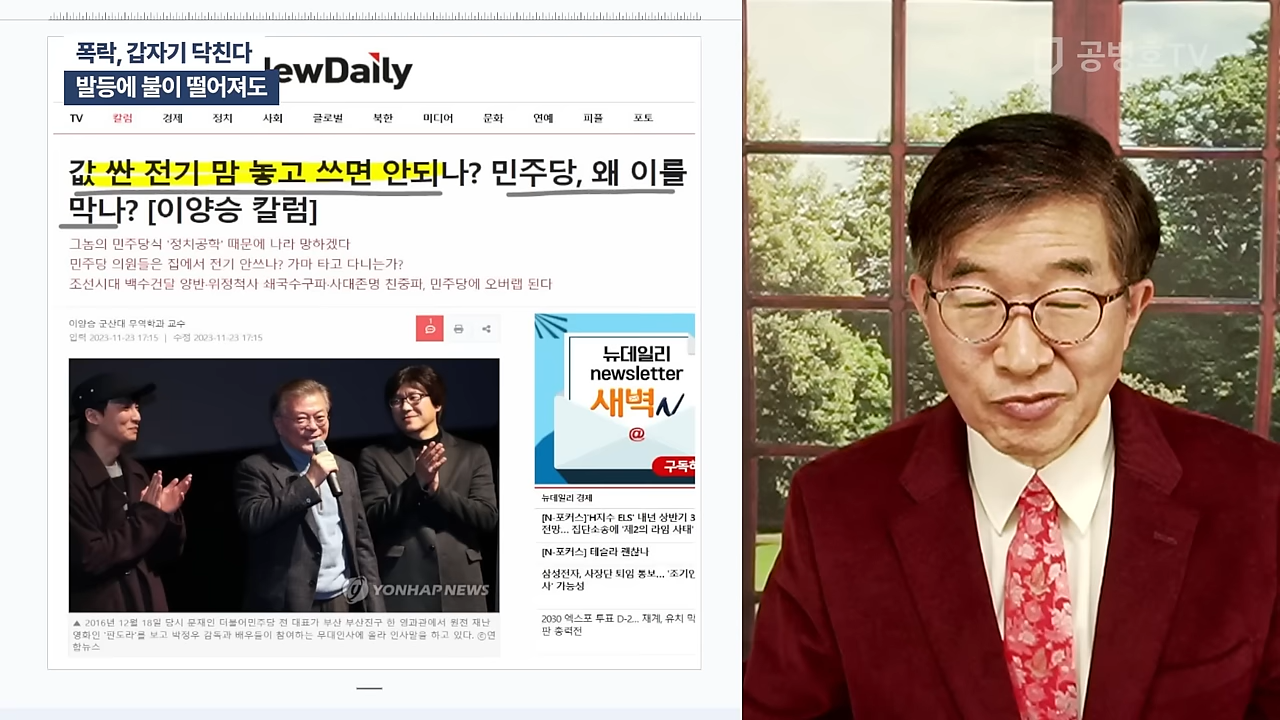 폭락, 갑자기 닥친다
발등에 불이 떨어져도
NewDaily
TV 칼럼 경제 정치 사회 글로벌 북한 미디어 문화 연예 피플 포토
값 싼 전기 맘 놓고 쓰면 안되나? 민주당, 왜 이를
막나? [이양승 칼럼]
그놈의 민주당식 '정치공학' 때문에 나라 망하겠다
민주당 의원들은 집에서 전기 안쓰나? 가마 타고 다니는가?
조선시대 백수건달 양반·위정척사 쇄국수구파·사대존명 친중파, 민주당에 오버랩 된다
이양승 군산대 무역학과 교수
입력 2023-11-23 17:15 | 수정 2023-11-23 17:15
1
YONHAP NEWS
▲ 2016년 12월 18일 당시 문재인 더불어민주당 전 대표가 부산 부산진구 한 영과관에서 원전 재난
영화인 '판도라'를 보고 박정우 감독과 배우들이 참여하는 무대인사에 올라 인사말을 하고 있다. ⓒ연
합뉴스
뉴데일리
newsletter
새벽N
@
구독하
뉴데일리 경제
[N-포커스]'H지수 ELS' 내년 상반기 3
전망... 집단소송에 '제2의 라임 사태'
[N-포커스] 테슬라 괜찮나
삼성전자, 사장단 퇴임 통보... '조기인
사' 가능성
2030 엑스포 투표 D-2... 재계, 유치 막
판 총력전
공병호TV